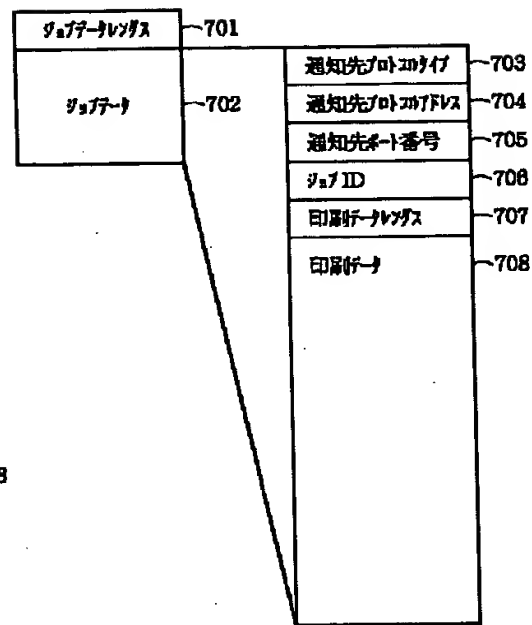 ジョブデータレングス 701
ジョブデータ 702
通知先プロトコルタイプ 703
通知先プロトコルアドレス 704
通知先ポート番号 705
ジョブID 706
印刷データレングス 707
印刷データ 708
8